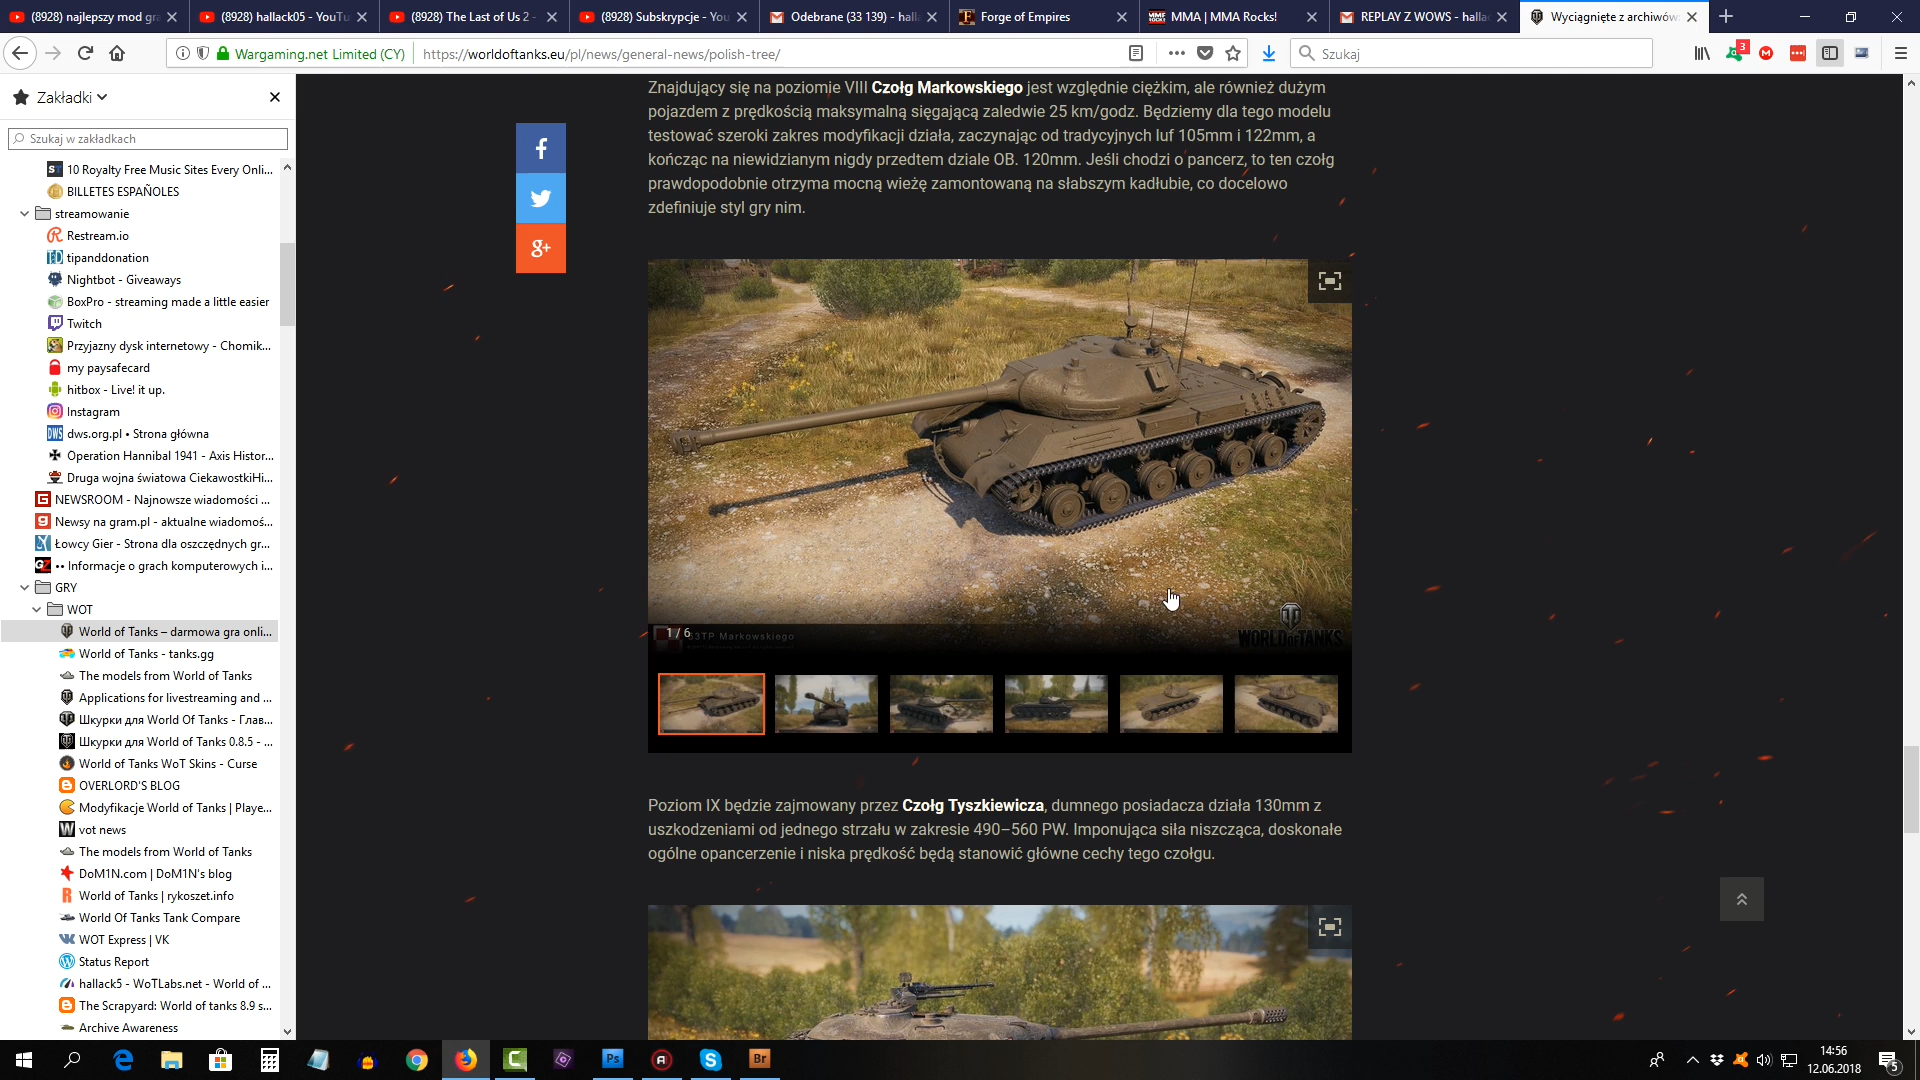 (8928) najlepszy mod gra
(8928) hallack05 - YouTu
(8928) The Last of Us 2 -
(8928) Subskrypcje - You
Odebrane (33 139) - halla
Forge of Empires
MMA | MMA Rocks!
REPLAY Z WOWS - hallac
Wyciągnięte z archiwów:
Wargaming.net Limited (CY)
https://worldoftanks.eu/pl/news/general-news/polish-tree/
Szukaj
3
Zakładki
Szukaj w zakładkach
10 Royalty Free Music Sites Every Onli...
BILLETES ESPAÑOLES
streamowanie
Restream.io
tipanddonation
Nightbot - Giveaways
BoxPro - streaming made a little easier
Twitch
Przyjazny dysk internetowy - Chomik...
my paysafecard
hitbox - Live! it up.
Instagram
dws.org.pl • Strona główna
Operation Hannibal 1941 - Axis Histor...
Druga wojna światowa CiekawostkiHi...
NEWSROOM - Najnowsze wiadomości ...
Newsy na gram.pl - aktualne wiadomoś...
Łowcy Gier - Strona dla oszczędnych gr...
•• Informacje o grach komputerowych i...
GRY
WOT
World of Tanks – darmowa gra onli...
World of Tanks - tanks.gg
The models from World of Tanks
Applications for livestreaming and ...
Шкурки для World Of Tanks - Глав...
Шкурки для World of Tanks 0.8.5 - ...
World of Tanks WoT Skins - Curse
OVERLORD'S BLOG
Modyfikacje World of Tanks | Playe...
vot news
The models from World of Tanks
DoM1N.com | DoM1N's blog
World of Tanks | rykoszet.info
World Of Tanks Tank Compare
WOT Express | VK
Status Report
hallack5 - WoTLabs.net - World of ...
The Scrapyard: World of tanks 8.9 s...
Archive Awareness
Znajdujący się na poziomie VIII Czołg Markowskiego jest względnie ciężkim, ale również dużym
pojazdem z prędkością maksymalną sięgającą zaledwie 25 km/godz. Będziemy dla tego modelu
testować szeroki zakres modyfikacji działa, zaczynając od tradycyjnych luf 105mm i 122mm, a
kończąc na niewidzianym nigdy przedtem dziale OB. 120mm. Jeśli chodzi o pancerz, to ten czołg
prawdopodobnie otrzyma mocną wieżę zamontowaną na słabszym kadłubie, co docelowo
zdefiniuje styl gry nim.
1 / 6
53TP Markowskiego
WORLD OF TANKS
Poziom IX będzie zajmowany przez Czołg Tyszkiewicza, dumnego posiadacza działa 130mm z
uszkodzeniami od jednego strzału w zakresie 490–560 PW. Imponująca siła niszcząca, doskonałe
ogólne opancerzenie i niska prędkość będą stanowić główne cechy tego czołgu.
Ps
Br
14:56
12.06.2018
5